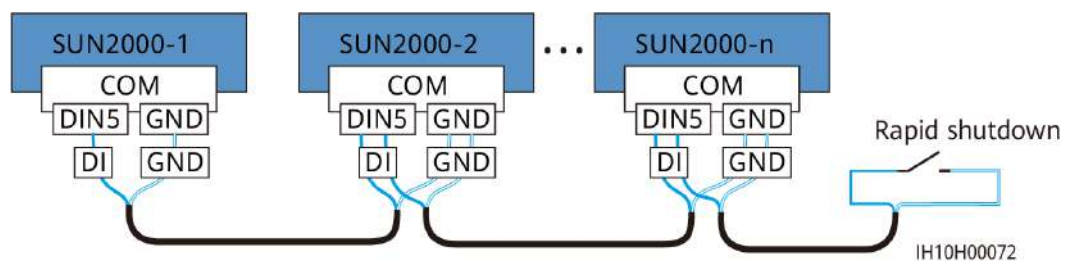 SUN2000-1 SUN2000-2 ... SUN2000-n
COM COM COM
DIN5 GND DIN5 GND DIN5 GND
Rapid shutdown
DI GND DI GND DI GND
IH10H00072